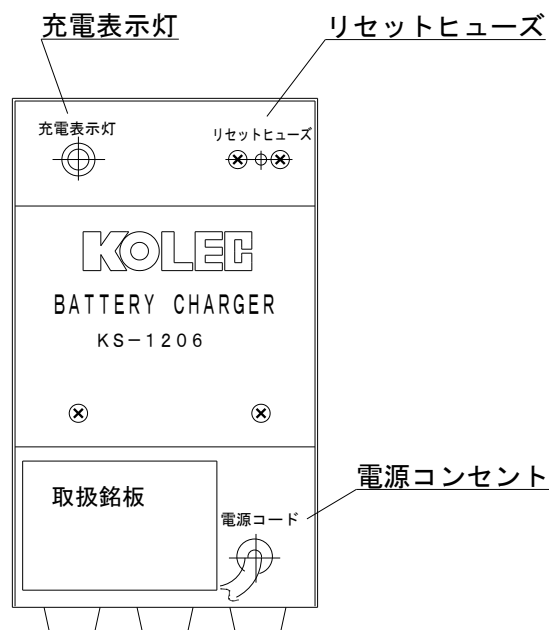 充電表示灯
リセットヒューズ
充電表示灯
リセットヒューズ
KOLEC
BATTERY CHARGER
KS-1206
電源コンセント
取扱銘板
電源コード